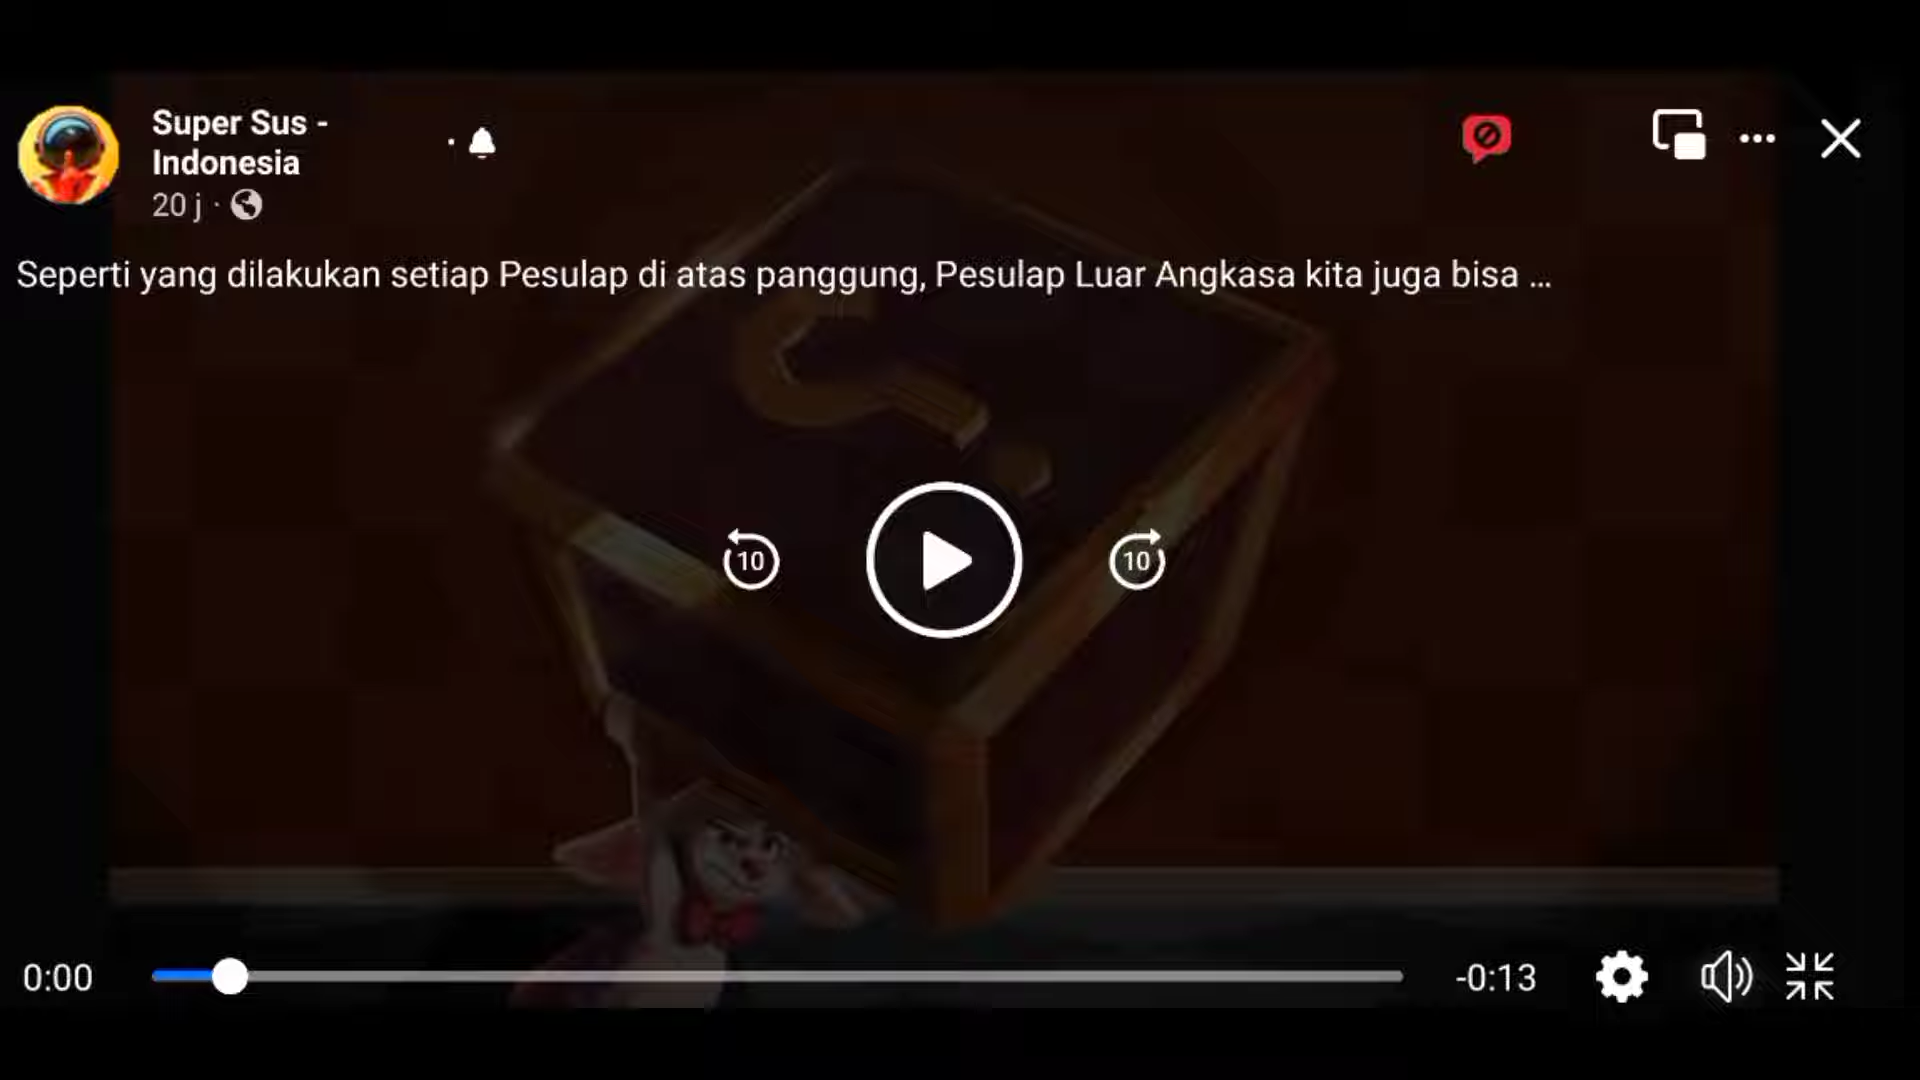 Super Sus -
Indonesia
20 j ·
Seperti yang dilakukan setiap Pesulap di atas panggung, Pesulap Luar Angkasa kita juga bisa ...
?
10
10
0:00
-0:13